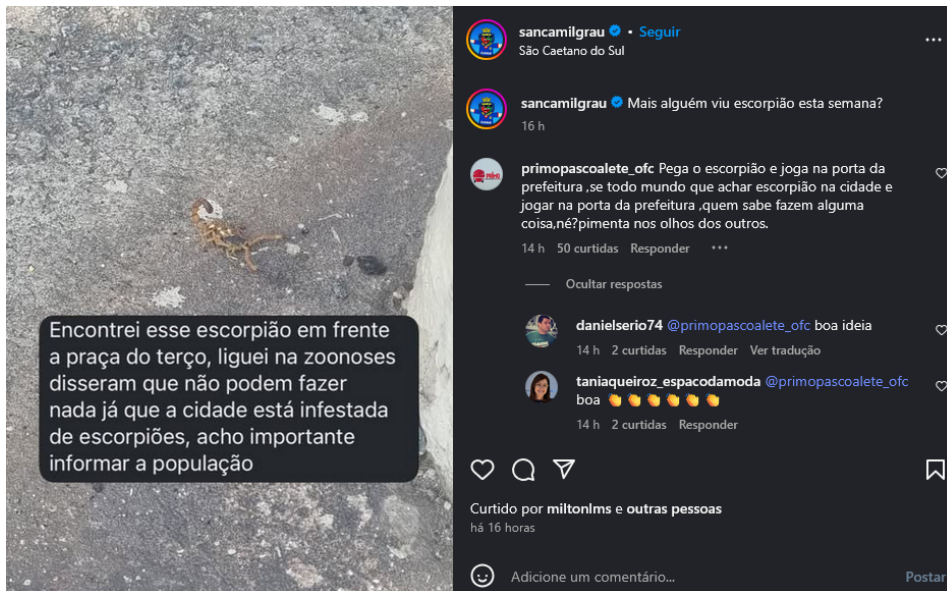 Encontrei esse escorpião em frente
a praça do terço, liguei na zoonoses
disseram que não podem fazer
nada já que a cidade está infestada
de escorpiões, acho importante
informar a população
sancamilgrau • Seguir
São Caetano do Sul
sancamilgrau Mais alguém viu escorpião esta semana?
16 h
primopascoalete_ofc Pega o escorpião e joga na porta da
prefeitura ,se todo mundo que achar escorpião na cidade e
jogar na porta da prefeitura ,quem sabe fazem alguma
coisa,né?pimenta nos olhos dos outros.
14 h 50 curtidas Responder
Ocultar respostas
danielserio74 @primopascoalete_ofc boa ideia
14 h 2 curtidas Responder Ver tradução
taniaqueiroz_espacodamoda @primopascoalete_ofc
boa 👏👏👏👏👏👏
14 h 2 curtidas Responder
Curtido por miltonlms e outras pessoas
há 16 horas
Adicione um comentário... Postar